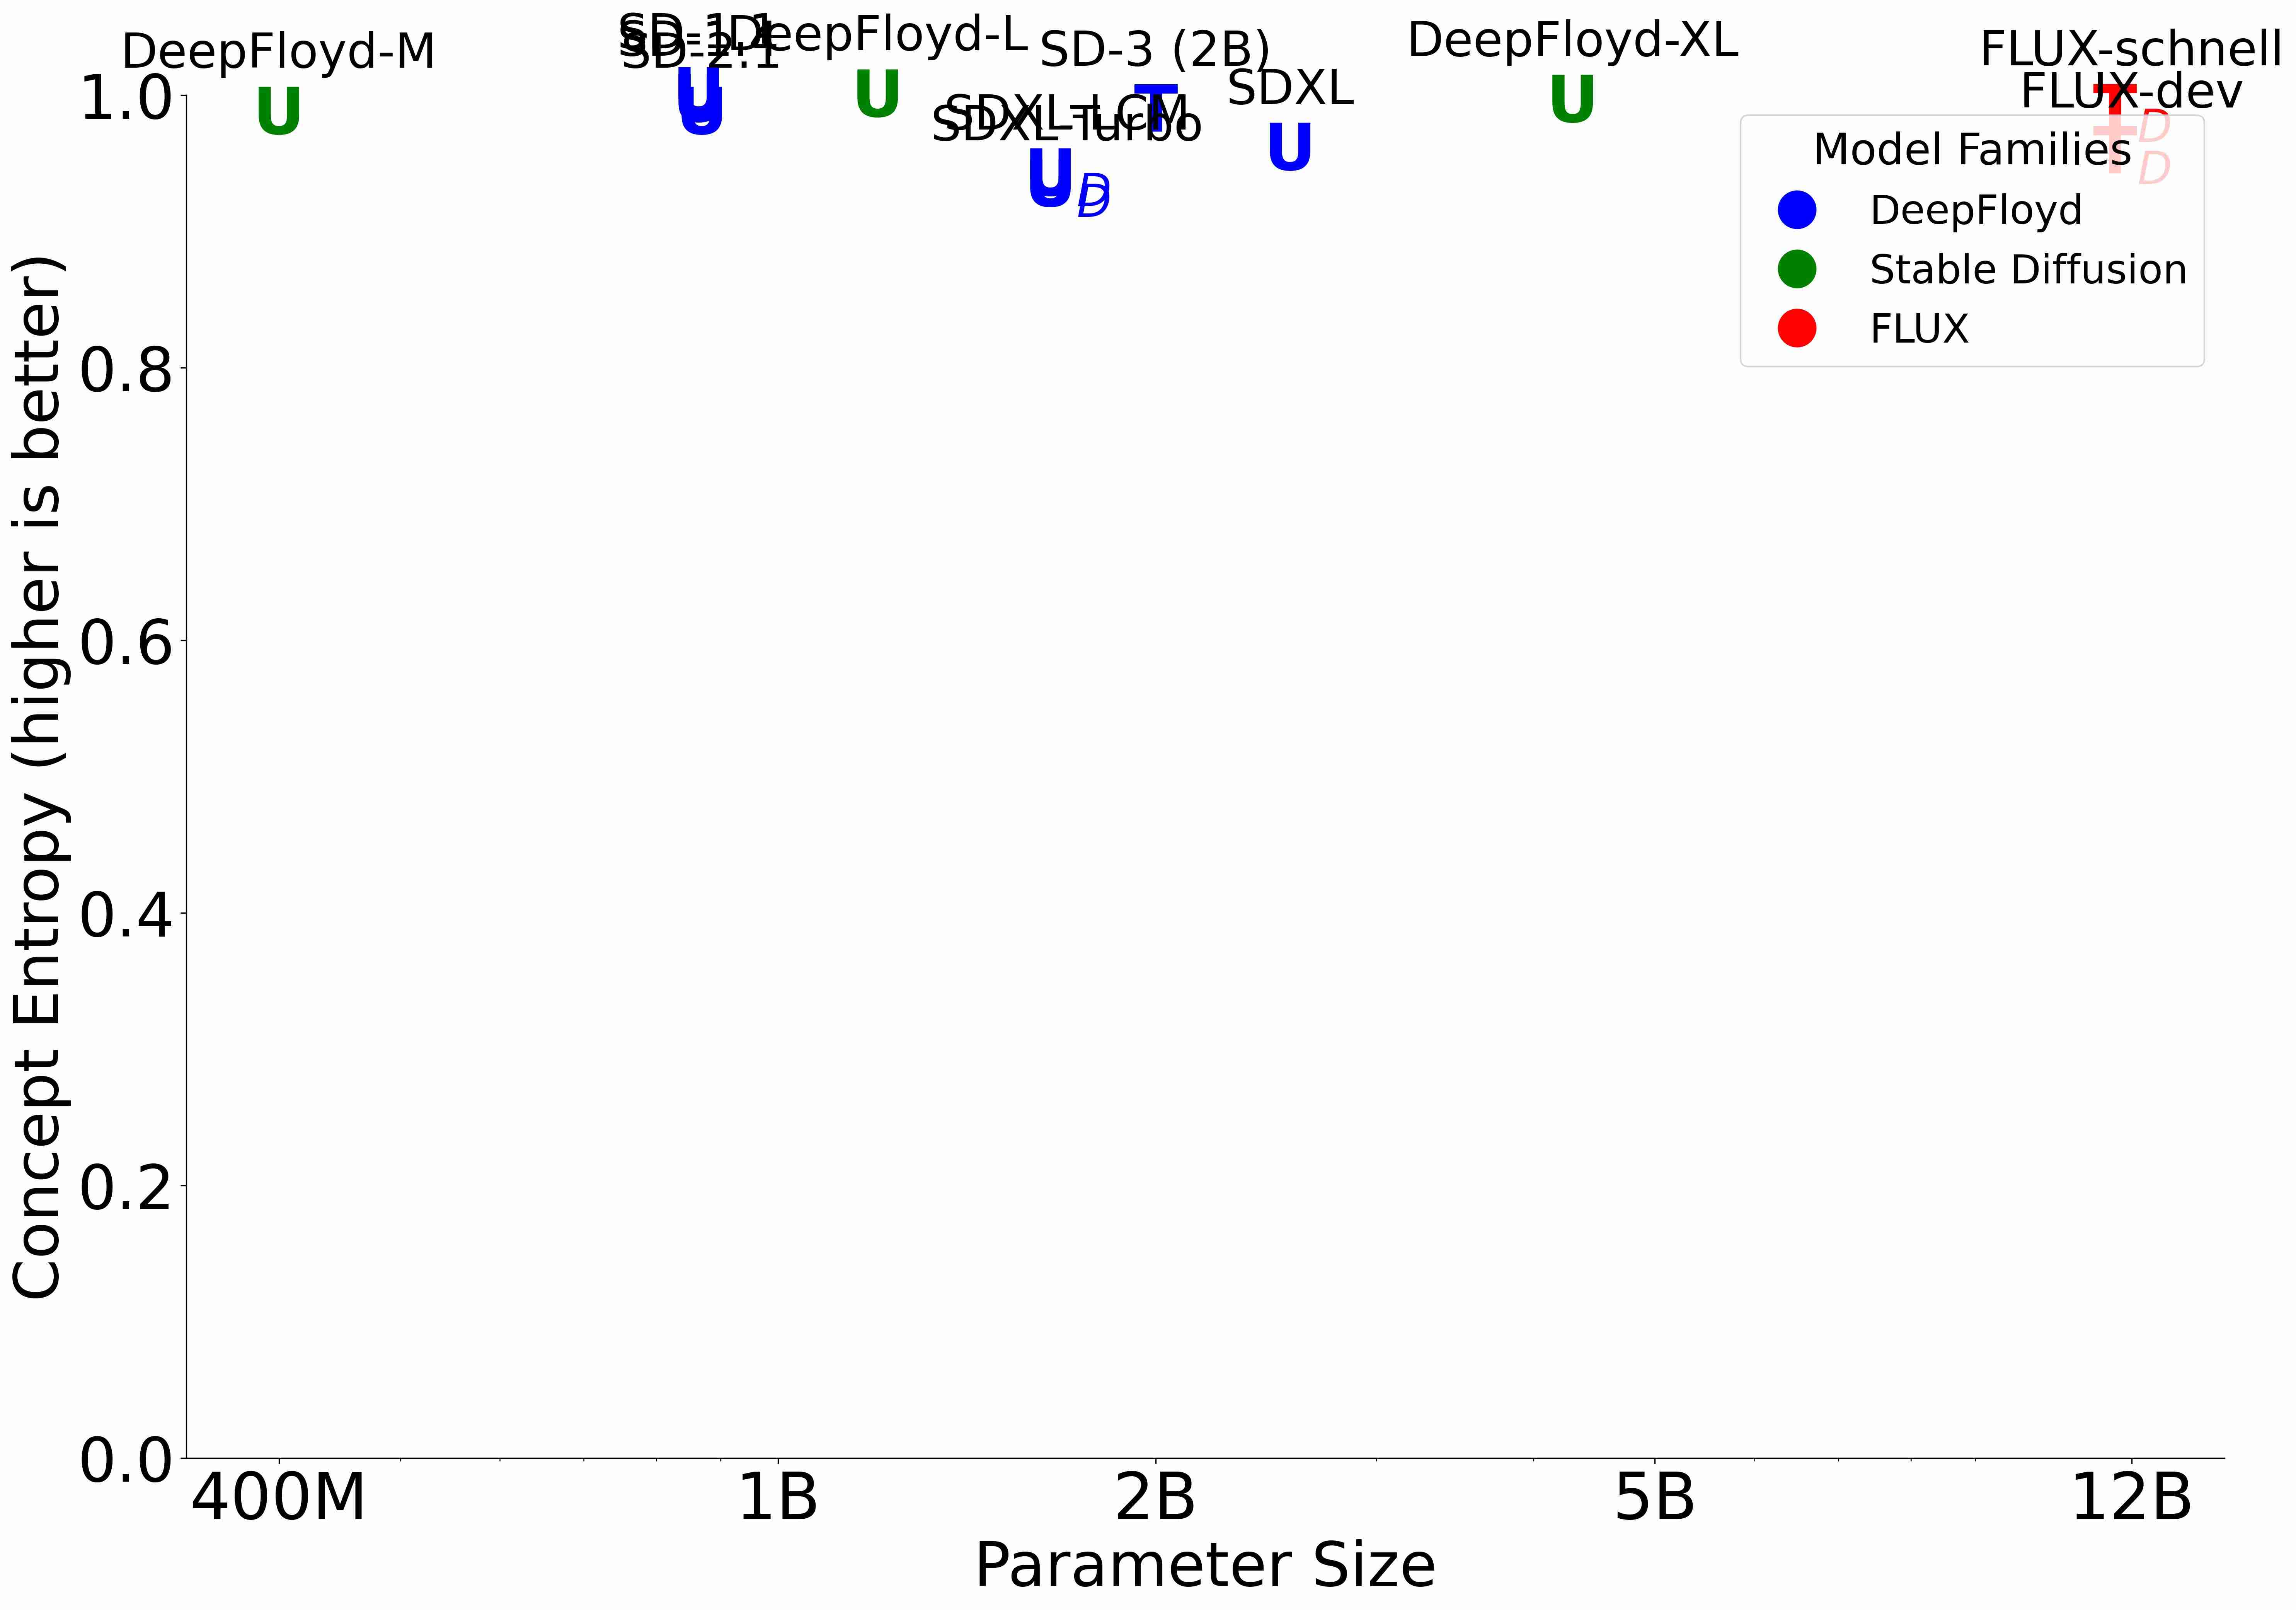 DeepFloyd-M
SD-1.4
SD-2.1
DeepFloyd-L
SD-3 (2B)
SDXL
DeepFloyd-XL
FLUX-schnell
FLUX-dev
SDXL-LCM
SDXL-Turbo
U
U
U
U
T
U
U
T
T
D
D
U
U
D
D
Model Families
DeepFloyd
Stable Diffusion
FLUX
Concept Entropy (higher is better)
1.0
0.8
0.6
0.4
0.2
0.0
400M
1B
2B
5B
12B
Parameter Size